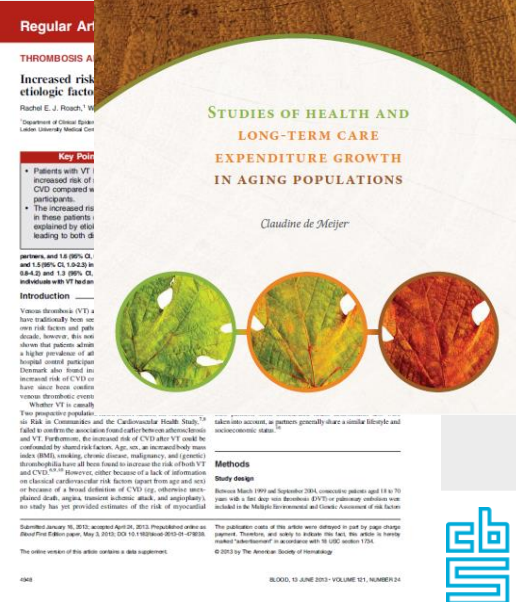 Regular Art
THROMBOSIS A
Increased risk
etiologic facto
Rachel E. J. Roach,1 W
Leiden University Medical Cen
Key Poin
• Patients with VT
increased risk of
CVD compared w
participants.
• The increased ris
in these patients
explained by etiol
leading to both di
partners, and 1.6 (95% CI,
and 1.5 (95% CI, 1.0-2.3) in
0.8-4.2) and 1.3 (95% CI,
individuals with VT had an
Introduction
Venous thrombosis (VT) a
have traditionally been see
own risk factors and path
decade, however, this noti
shown that patients admitt
a higher prevalence of at
hospital control participan
Denmark also found inc
increased risk of CVD co
have since been confirm
venous thrombotic event
Whether VT is causally
Two prospective populatio
sis Risk in Communities and the Cardiovascular Health Study,7,8
failed to confirm the association found earlier between atherosclerosis
and VT. Furthermore, the increased risk of CVD after VT could be
confounded by shared risk factors. Age, sex, an increased body mass
index (BMI), smoking, chronic disease, malignancy, and (genetic)
thrombophilia have all been found to increase the risk of both VT
and CVD. However, either because of a lack of information
on classical cardiovascular risk factors (apart from age and sex)
or because of a broad definition of CVD (eg, otherwise unex-
plained death, angina, transient ischemic attack, and angioplasty),
no study has yet provided estimates of the risk of myocardial
Submitted January 16, 2013; accepted April 24, 2013. Prepublished online as
Blood First Edition paper, May 3, 2013; DOI 10.1182/blood-2013-01-479238.
The online version of this article contains a data supplement.
4948
STUDIES OF HEALTH AND
LONG-TERM CARE
EXPENDITURE GROWTH
IN AGING POPULATIONS
Claudine de Meijer
taken into account, as partners generally share a similar lifestyle and
socioeconomic status.
Methods
Study design
Between March 1999 and September 2004, consecutive patients aged 18 to 70
years with a first deep vein thrombosis (DVT) or pulmonary embolism were
included in the Multiple Environmental and Genetic Assessment of risk factors
The publication costs of this article were defrayed in part by page charge
payment. Therefore, and solely to indicate this fact, this article is hereby
marked "advertisement" in accordance with 18 USC section 1734.
© 2013 by The American Society of Hematology
BLOOD, 13 JUNE 2013 • VOLUME 121, NUMBER 24
cbs